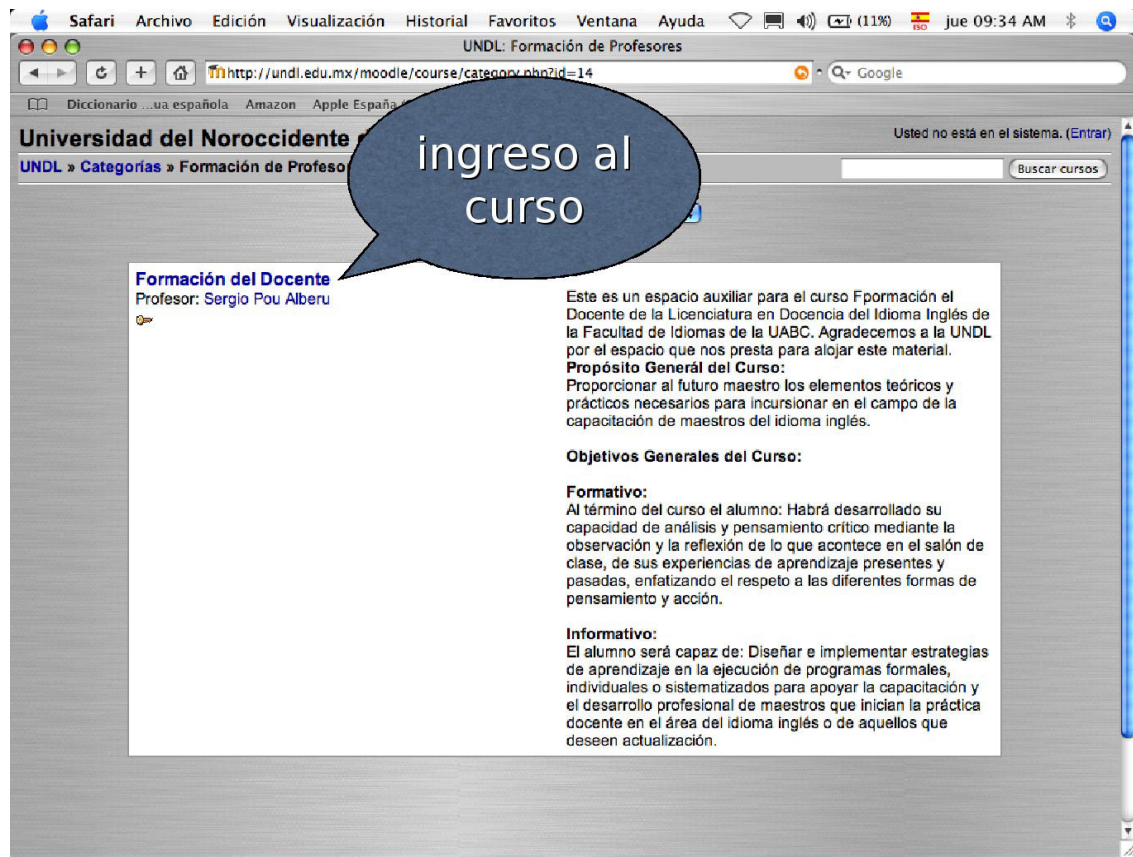 Safari Archivo Edición Visualización Historial Favoritos Ventana Ayuda (11%) ISO jue 09:34 AM
UNDL: Formación de Profesores
http://undl.edu.mx/moodle/course/category.php?id=14 Google
Diccionario ...ua española Amazon Apple España
Universidad del Noroccidente
Usted no está en el sistema. (Entrar)
UNDL » Categorías » Formación de
Buscar cursos
ingreso al
curso
Formación del Docente
Profesor: Sergio Pou Alberu
Este es un espacio auxiliar para el curso Fpormación el
Docente de la Licenciatura en Docencia del Idioma Inglés de
la Facultad de Idiomas de la UABC. Agradecemos a la UNDL
por el espacio que nos presta para alojar este material.
Propósito Generál del Curso:
Proporcionar al futuro maestro los elementos teóricos y
prácticos necesarios para incursionar en el campo de la
capacitación de maestros del idioma inglés.
Objetivos Generales del Curso:
Formativo:
Al término del curso el alumno: Habrá desarrollado su
capacidad de análisis y pensamiento crítico mediante la
observación y la reflexión de lo que acontece en el salón de
clase, de sus experiencias de aprendizaje presentes y
pasadas, enfatizando el respeto a las diferentes formas de
pensamiento y acción.
Informativo:
El alumno será capaz de: Diseñar e implementar estrategias
de aprendizaje en la ejecución de programas formales,
individuales o sistematizados para apoyar la capacitación y
el desarrollo profesional de maestros que inician la práctica
docente en el área del idioma inglés o de aquellos que
deseen actualización.